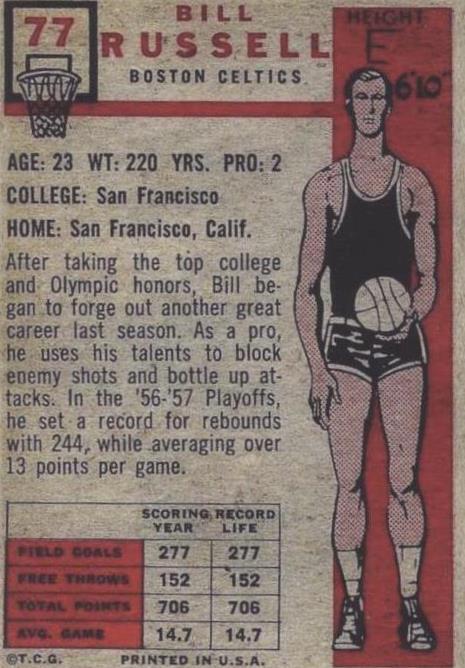 77
BILL
RUSSELL
BOSTON CELTICS
HEIGHT
6'10"
AGE: 23 WT: 220 YRS. PRO: 2
COLLEGE: San Francisco
HOME: San Francisco, Calif.
After taking the top college
and Olympic honors, Bill be-
gan to forge out another great
career last season. As a pro,
he uses his talents to block
enemy shots and bottle up at-
tacks. In the '56-'57 Playoffs,
he set a record for rebounds
with 244, while averaging over
13 points per game.
SCORING RECORD
YEAR LIFE
FIELD GOALS 277 277
FREE THROWS 152 152
TOTAL POINTS 706 706
AVG. GAME 14.7 14.7
©T.C.G. PRINTED IN U.S.A.